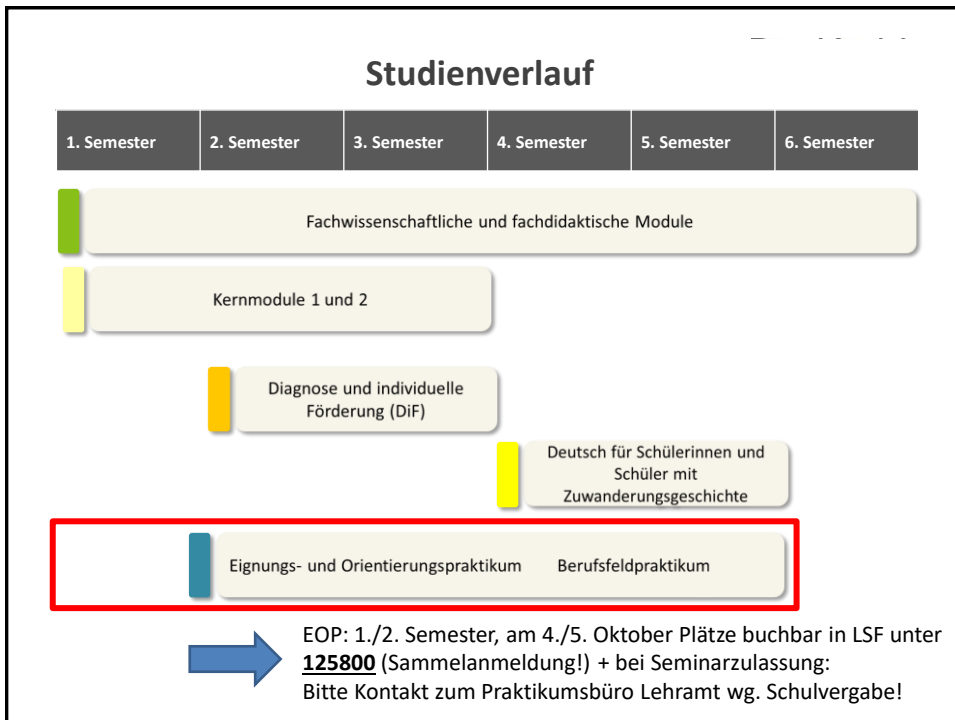 Studienverlauf
1. Semester
2. Semester
3. Semester
4. Semester
5. Semester
6. Semester
Fachwissenschaftliche und fachdidaktische Module
Kernmodule 1 und 2
Diagnose und individuelle
Förderung (DiF)
Deutsch für Schülerinnen und
Schüler mit
Zuwanderungsgeschichte
Eignungs- und Orientierungspraktikum Berufsfeldpraktikum
EOP: 1./2. Semester, am 4./5. Oktober Plätze buchbar in LSF unter
125800 (Sammelanmeldung!) + bei Seminarzulassung:
Bitte Kontakt zum Praktikumsbüro Lehramt wg. Schulvergabe!